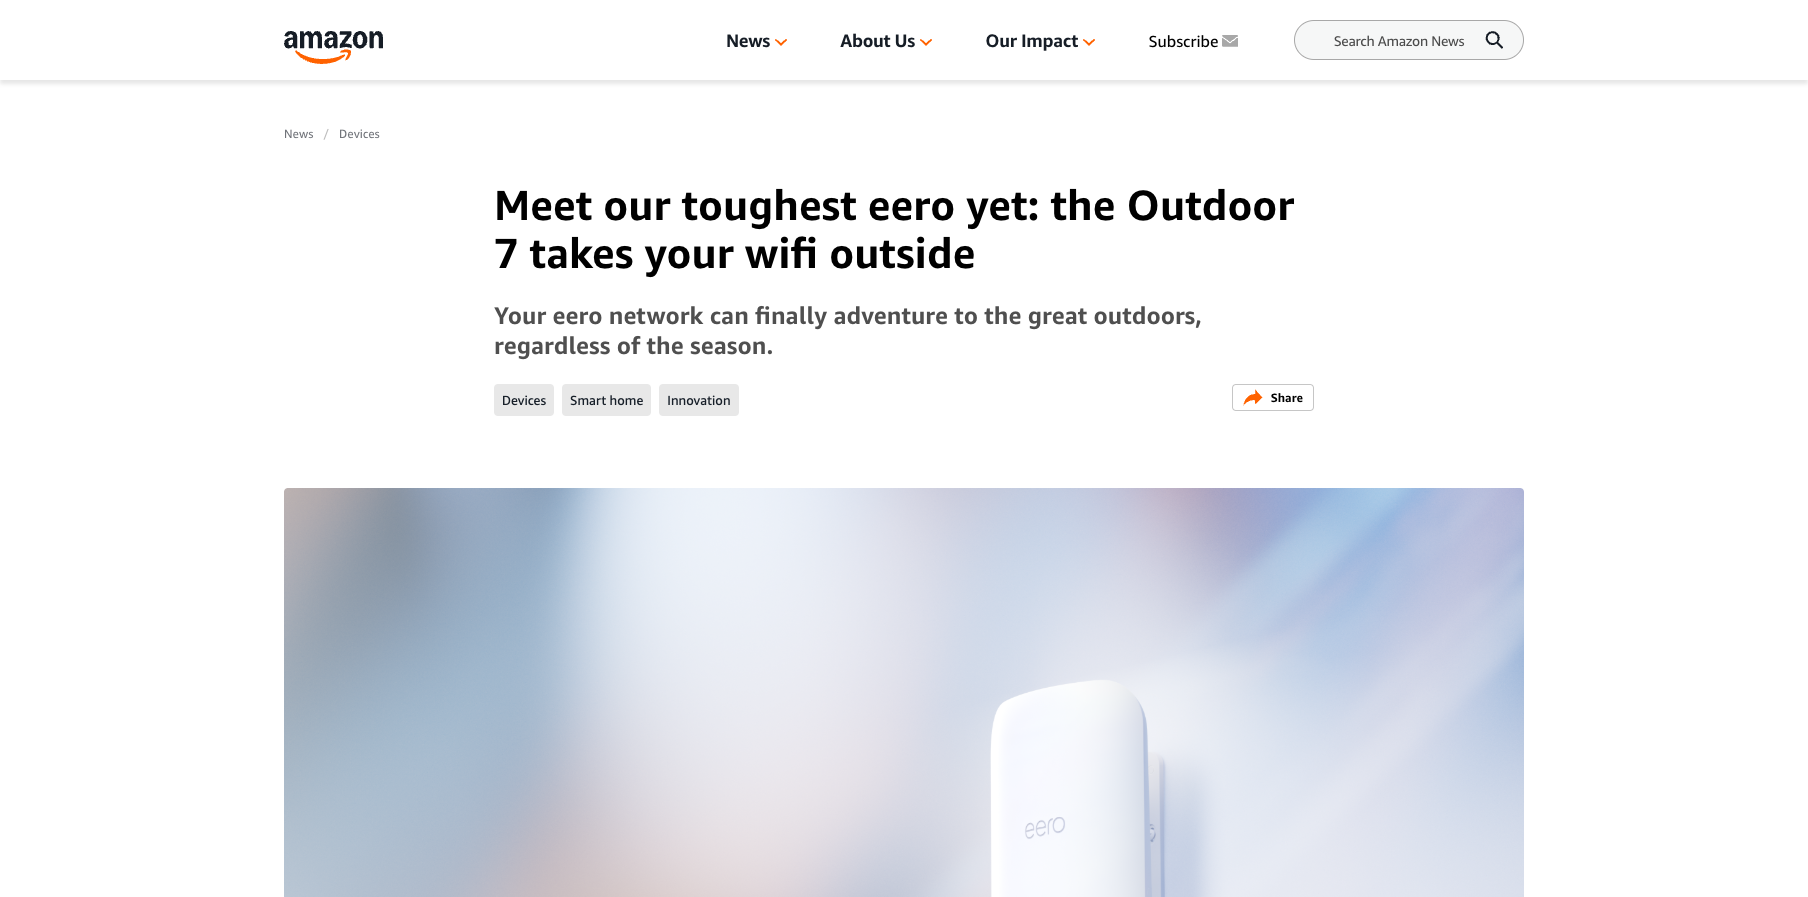 amazon
News
About Us
Our Impact
Subscribe
Search Amazon News
News / Devices
Meet our toughest eero yet: the Outdoor
7 takes your wifi outside
Your eero network can finally adventure to the great outdoors,
regardless of the season.
Devices
Smart home
Innovation
Share
eero